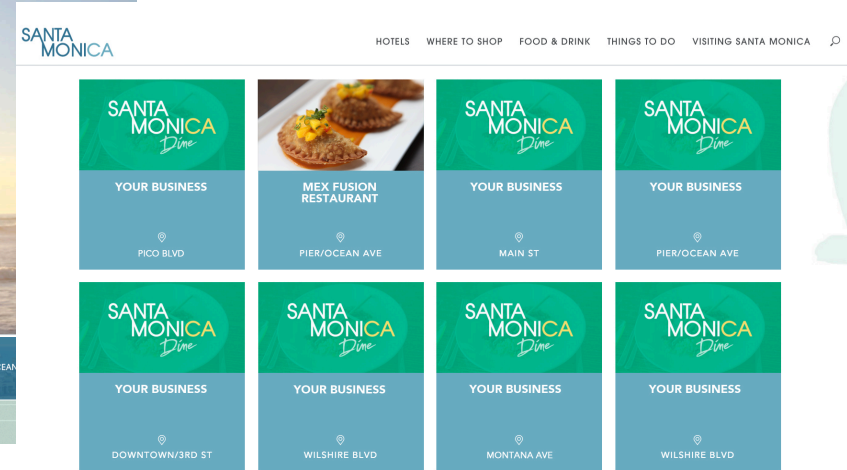 SANTA
MONICA
HOTELS WHERE TO SHOP FOOD & DRINK THINGS TO DO VISITING SANTA MONICA
SANTA
MONICA
Dine
YOUR BUSINESS
PICO BLVD
MEX FUSION
RESTAURANT
PIER/OCEAN AVE
SANTA
MONICA
Dine
YOUR BUSINESS
MAIN ST
SANTA
MONICA
Dine
YOUR BUSINESS
PIER/OCEAN AVE
SANTA
MONICA
Dine
YOUR BUSINESS
DOWNTOWN/3RD ST
SANTA
MONICA
Dine
YOUR BUSINESS
WILSHIRE BLVD
SANTA
MONICA
Dine
YOUR BUSINESS
MONTANA AVE
SANTA
MONICA
Dine
YOUR BUSINESS
WILSHIRE BLVD